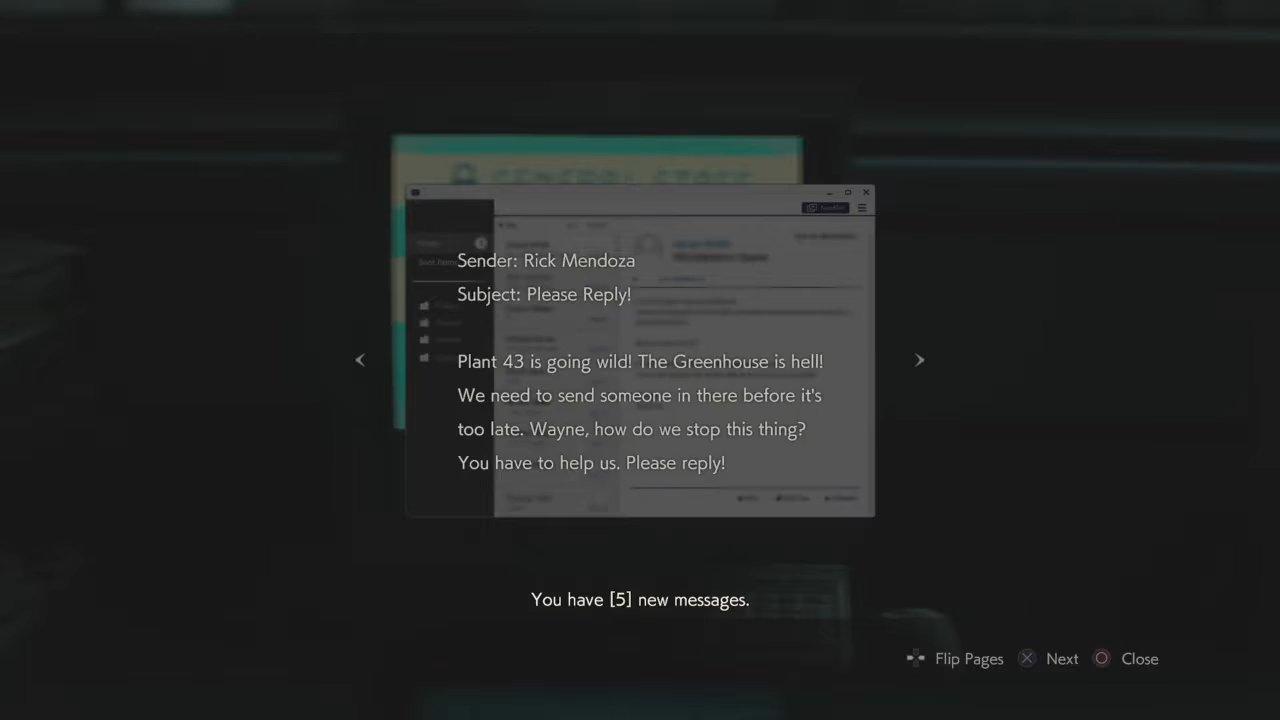 Sender: Rick Mendoza
Subject: Please Reply!
Plant 43 is going wild! The Greenhouse is hell!
We need to send someone in there before it's
too late. Wayne, how do we stop this thing?
You have to help us. Please reply!
You have [5] new messages.
Flip Pages Next Close